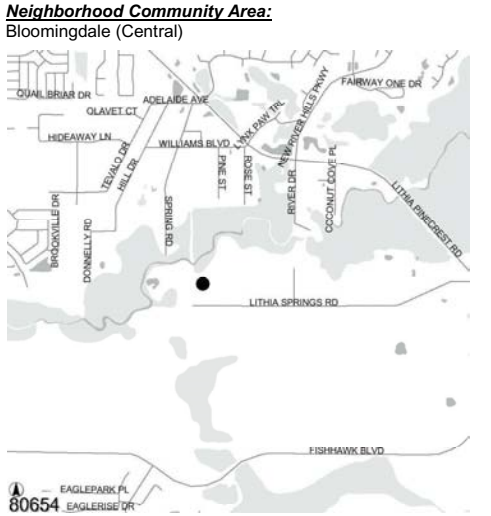 Neighborhood Community Area:
Bloomingdale (Central)
QUAIL BRIAR DR
FAIRWAY ONE DR
ADELAIDE AVE
OLAVET CT
LYNX PAW TRL
NEW RIVER HILLS PKWY
HIDEAWAY LN
WILLIAMS BLVD
TEVALO DR
HILL DR
PINE ST
ROSE ST
RIVER DR
COCONUT COVE PL
LITHIA PINECREST RD
BROOKVILLE DR
DONNELLY RD
SPRING RD
LITHIA SPRINGS RD
FISHHAWK BLVD
EAGLEPARK PL
80654
EAGLERISE DR